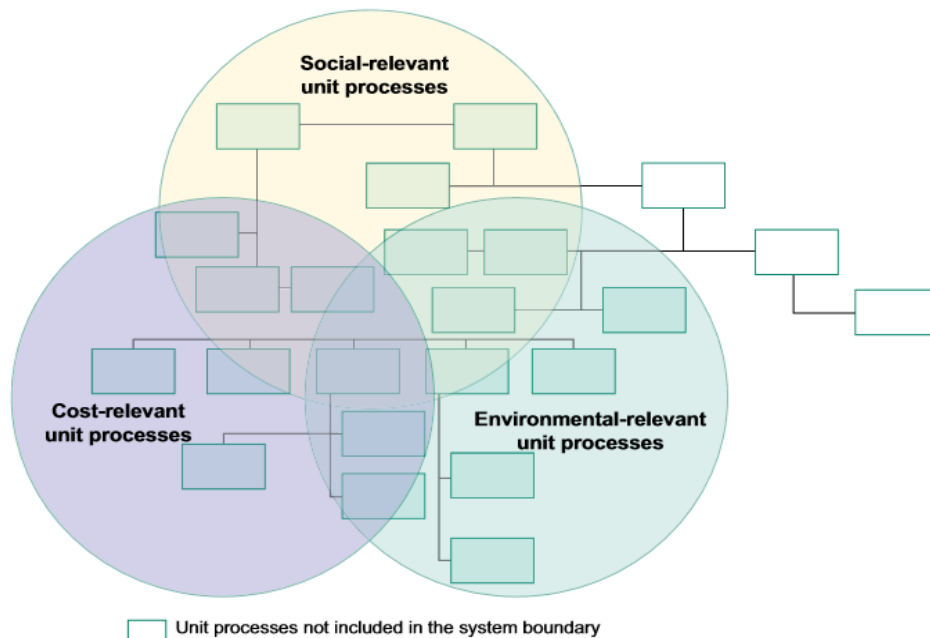 Social-relevant
unit processes
Cost-relevant
unit processes
Environmental-relevant
unit processes
Unit processes not included in the system boundary